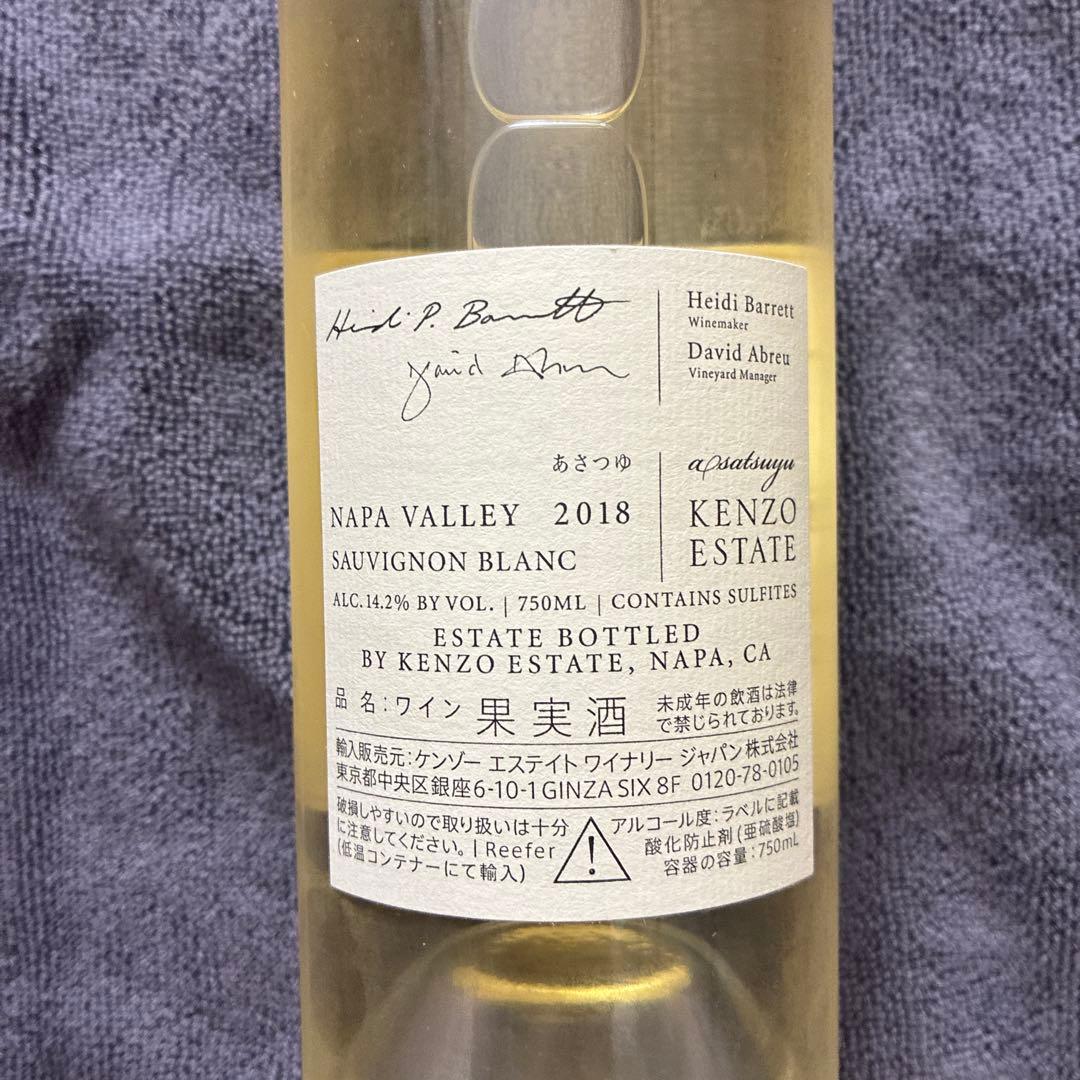 Heidi P. Barrett
David Abreu
Heidi Barrett
Winemaker
David Abreu
Vineyard Manager
あさつゆ
NAPA VALLEY 2018
SAUVIGNON BLANC
asatsuyu
KENZO
ESTATE
ALC. 14.2% BY VOL. | 750ML | CONTAINS SULFITES
ESTATE BOTTLED
BY KENZO ESTATE, NAPA, CA
品 名：ワイン 果実酒
未成年の飲酒は法律
で禁じられております。
輸入販売元：ケンゾー エステイト ワイナリー ジャパン株式会社
東京都中央区銀座6-10-1 GINZA SIX 8F 0120-78-0105
破損しやすいので取り扱いは十分
に注意してください。| Reefer
(低温コンテナーにて輸入)
!
アルコール度：ラベルに記載
酸化防止剤(亜硫酸塩)
容器の容量：750mL